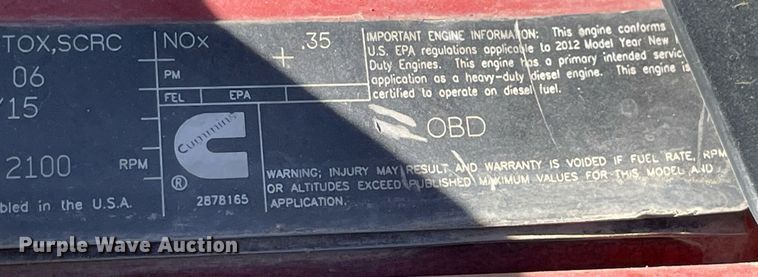 TOX,SCRC
06
/15
2100 RPM
bled in the U.S.A.
NOx + .35
PM
FEL EPA
Cummins
®
2878165
IMPORTANT ENGINE INFORMATION: This engine conforms
U.S. EPA regulations applicable to 2012 Model Year New
Duty Engines. This engine has a primary intended servic
application as a heavy-duty diesel engine. This engine is
certified to operate on diesel fuel.
OBD
WARNING; INJURY MAY RESULT AND WARRANTY IS VOIDED IF FUEL RATE, RPM
OR ALTITUDES EXCEED PUBLISHED MAXIMUM VALUES FOR THIS MODEL AND
APPLICATION.
Purple Wave Auction